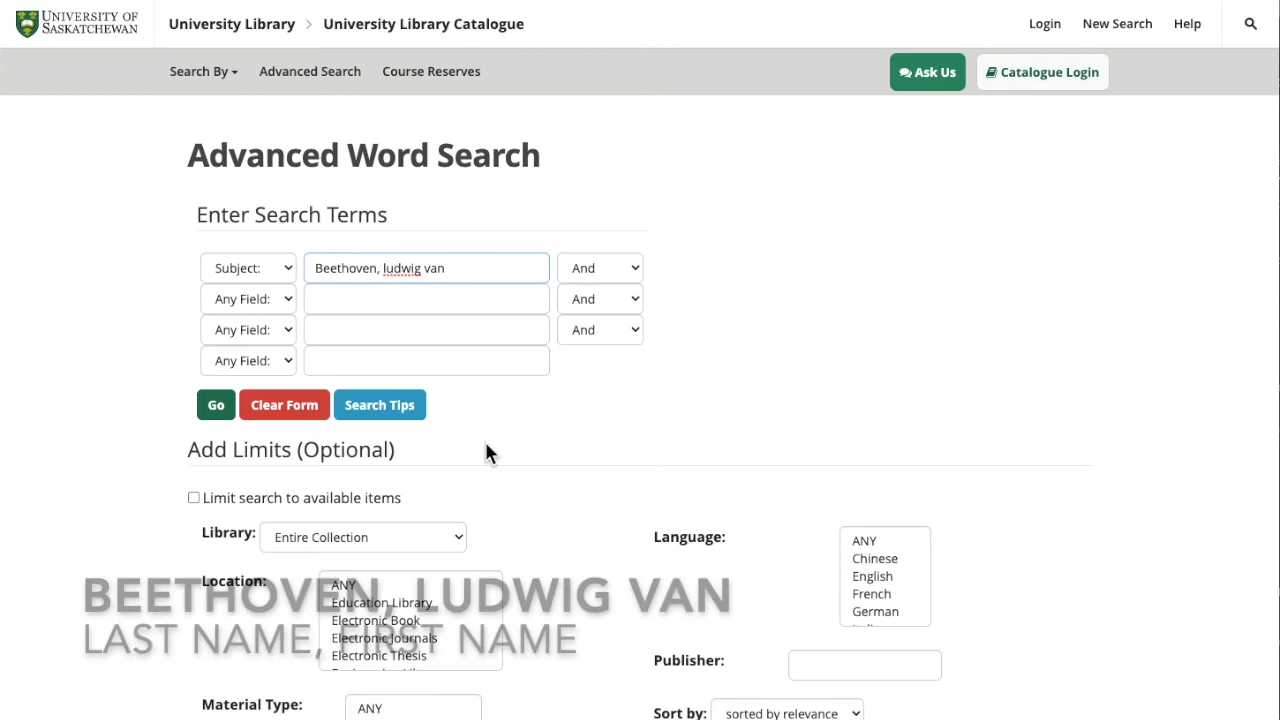 UNIVERSITY OF SASKATCHEWAN
University Library > University Library Catalogue
Login New Search Help
Search By Advanced Search Course Reserves
Ask Us Catalogue Login
Advanced Word Search
Enter Search Terms
Subject: Beethoven, ludwig van And
Any Field: And
Any Field: And
Any Field:
Go Clear Form Search Tips
Add Limits (Optional)
Limit search to available items
Library: Entire Collection
Language: ANY
Chinese
English
French
German
Location: ANY
Education Library
Electronic Book
Electronic Journals
Electronic Thesis
BEETHOVEN, LUDWIG VAN
LAST NAME, FIRST NAME
Publisher:
Material Type: ANY
Sort by: sorted by relevance